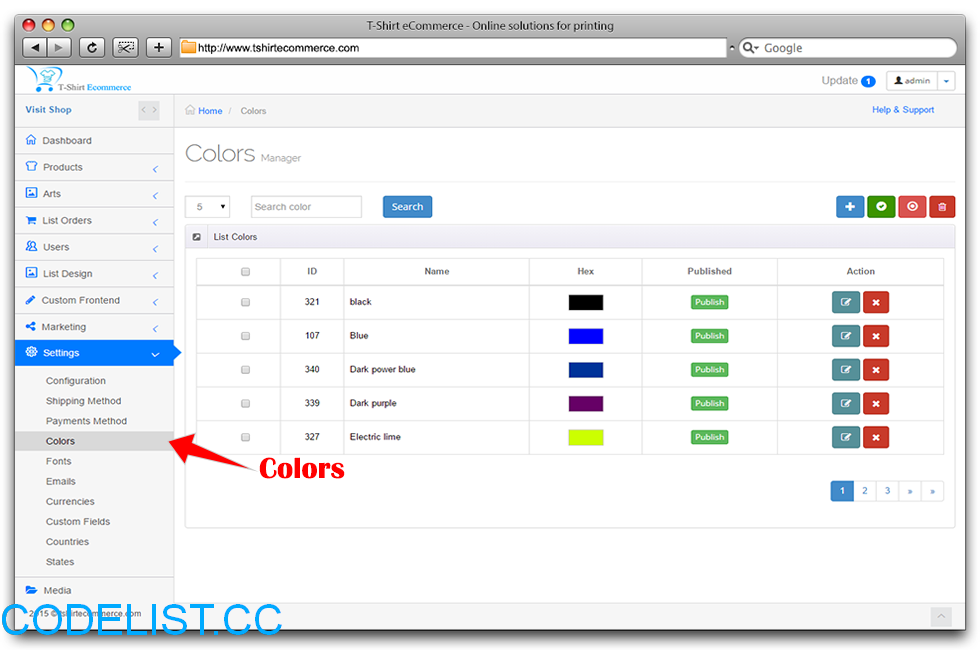 T-Shirt eCommerce - Online solutions for printing
http://www.tshirtecommerce.com
Google
T-Shirt Ecommerce
Update 1
admin
Visit Shop
Home / Colors
Help & Support
Dashboard
Products
Arts
List Orders
Users
List Design
Custom Frontend
Marketing
Settings
Configuration
Shipping Method
Payments Method
Colors
Fonts
Emails
Currencies
Custom Fields
Countries
States
Media
2015 © tshirtecommerce.com
Colors Manager
5 Search color Search
List Colors
ID Name Hex Published Action
321 black Publish
107 Blue Publish
340 Dark power blue Publish
339 Dark purple Publish
327 Electric lime Publish
Colors
1 2 3 » »
CODELIST.CC